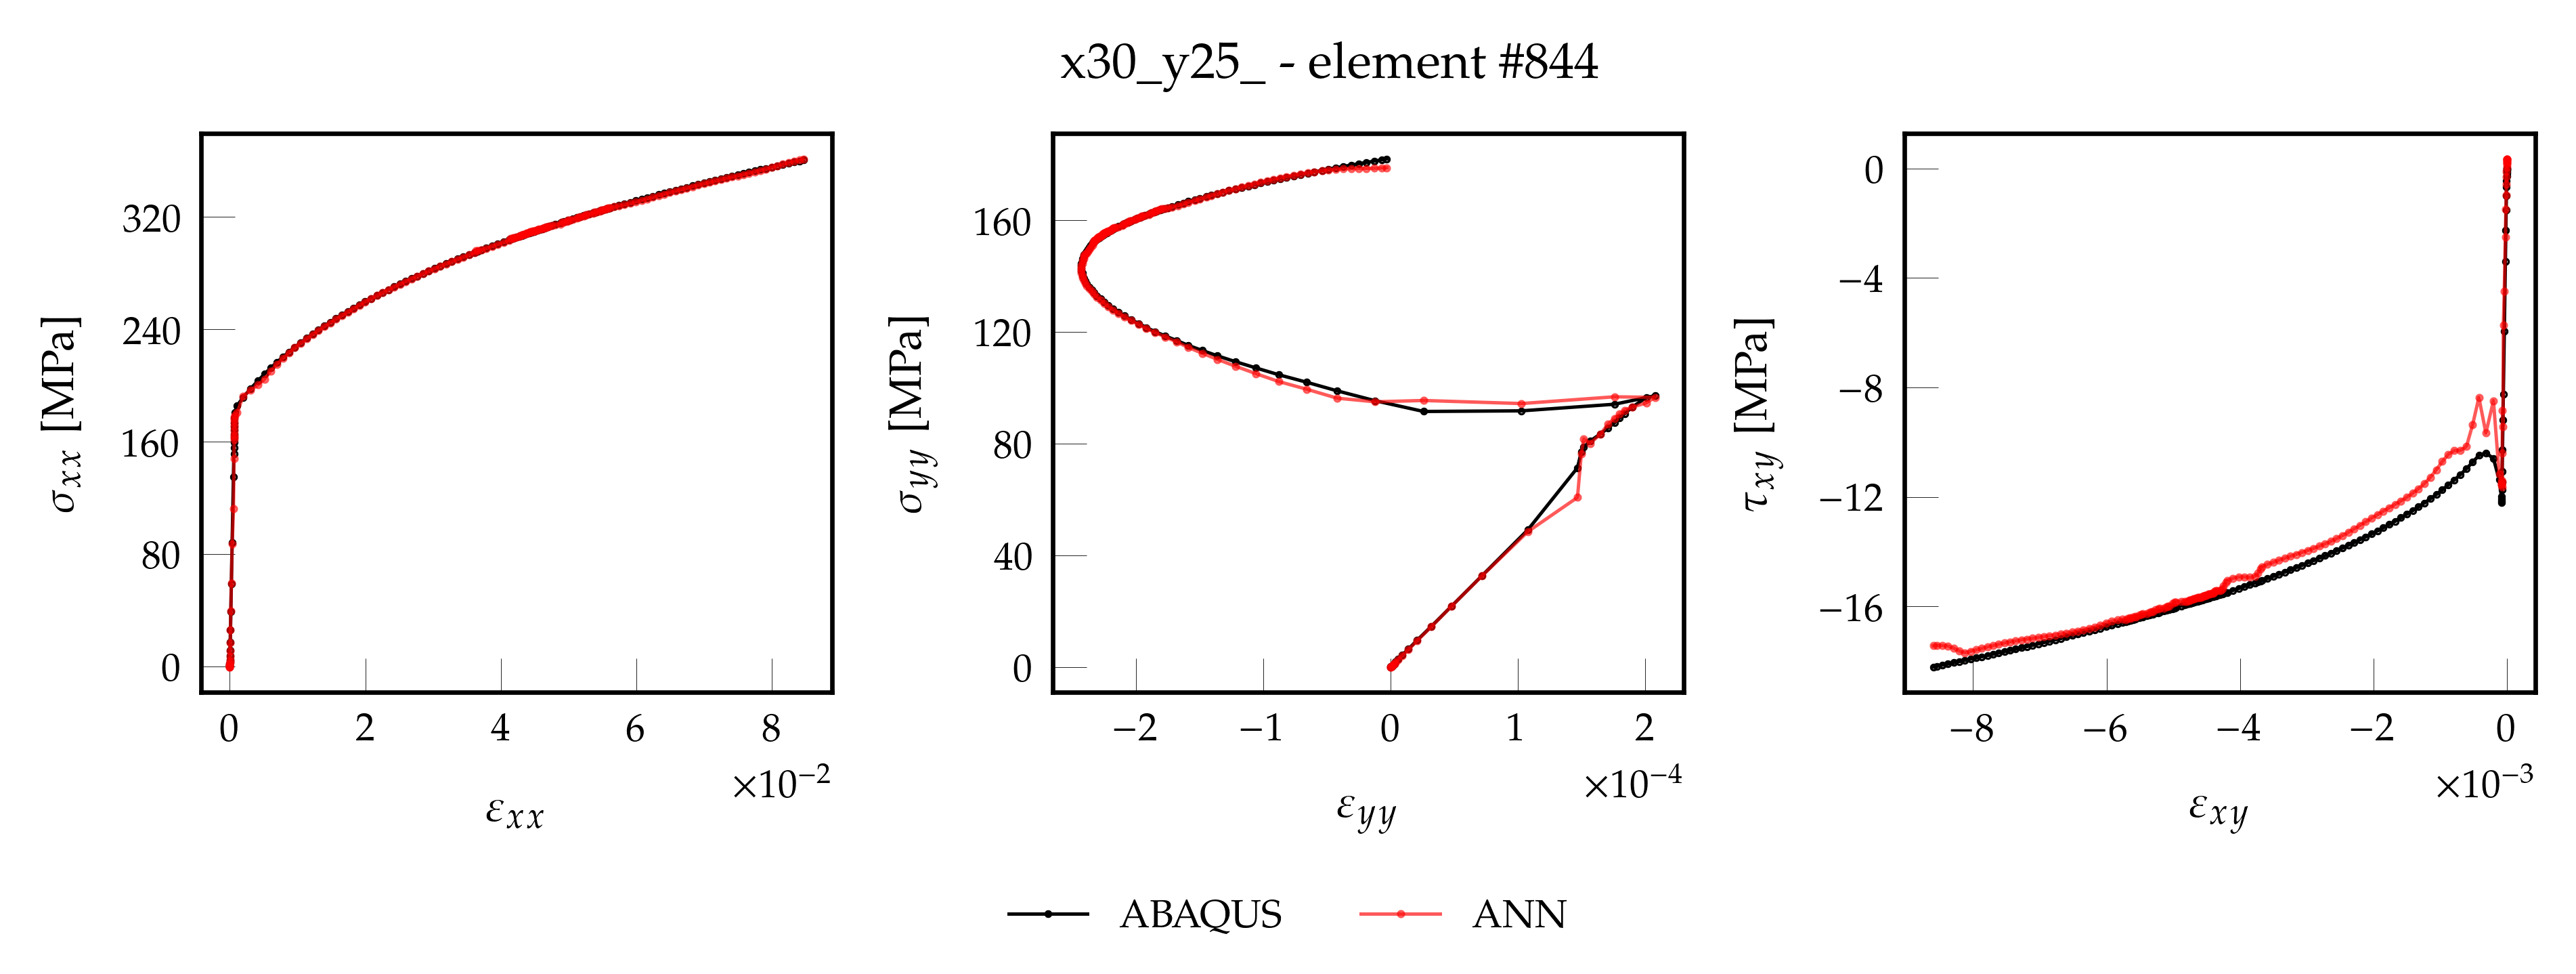 x30_y25_ - element #844
σxx [MPa]
320
240
160
80
0
0 2 4 6 8
×10−2
εxx
σyy [MPa]
160
120
80
40
0
−2 −1 0 1 2
×10−4
εyy
τxy [MPa]
0
−4
−8
−12
−16
−8 −6 −4 −2 0
×10−3
εxy
ABAQUS ANN